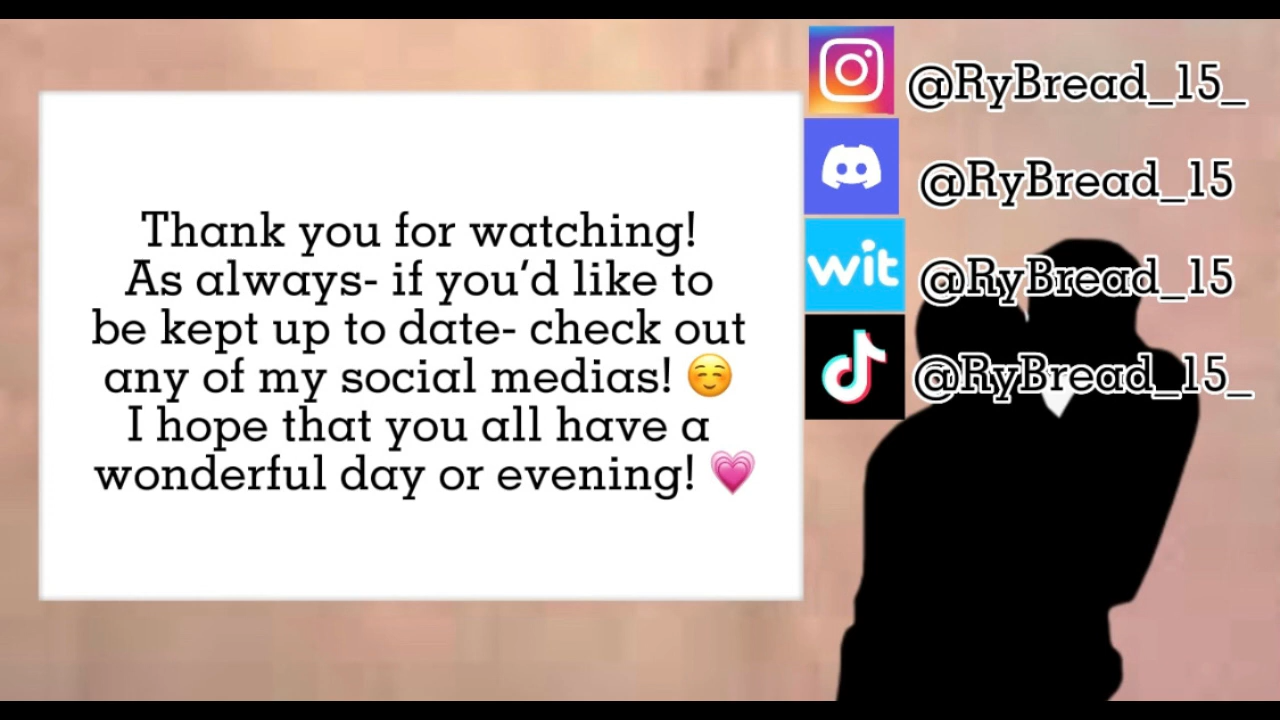 Thank you for watching!
As always- if you’d like to
be kept up to date- check out
any of my social medias! ☺️
I hope that you all have a
wonderful day or evening! 💗
@RyBread_15_
@RyBread_15
wit
@RyBread_15
@RyBread_15_